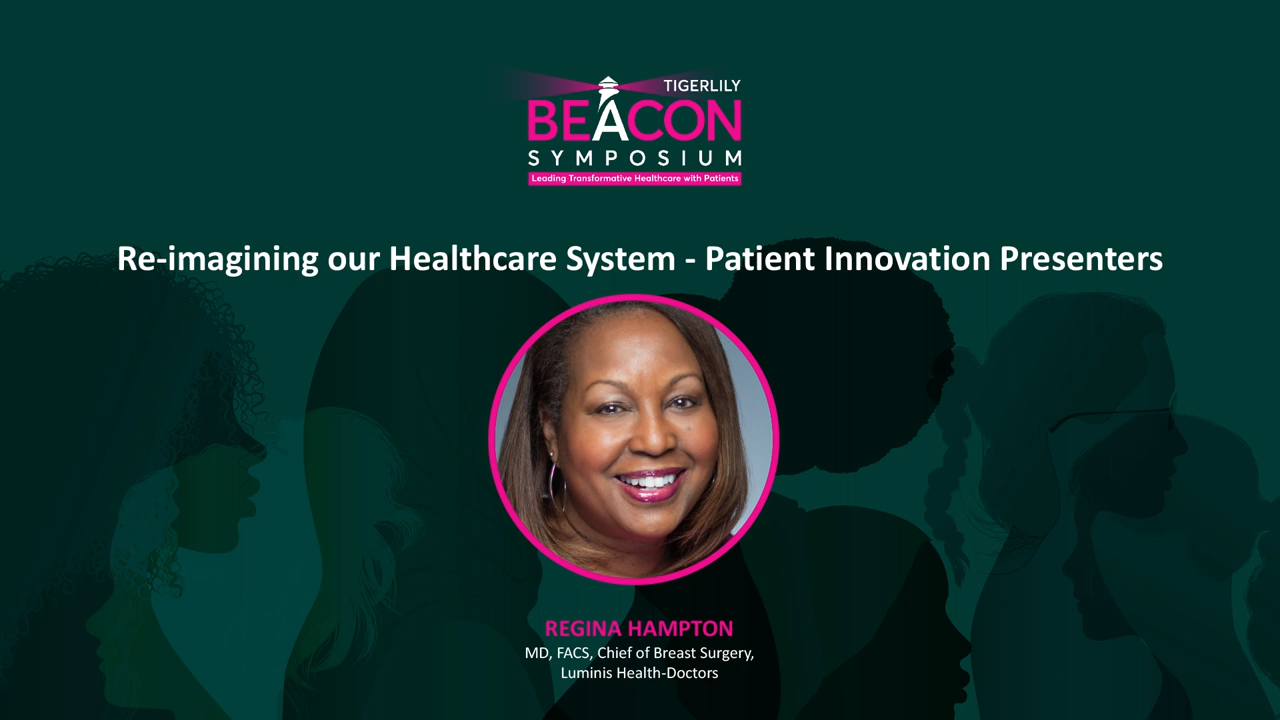 TIGERLILY
BEACON
SYMPOSIUM
Leading Transformative Healthcare with Patients
Re-imagining our Healthcare System - Patient Innovation Presenters
REGINA HAMPTON
MD, FACS, Chief of Breast Surgery,
Luminis Health-Doctors